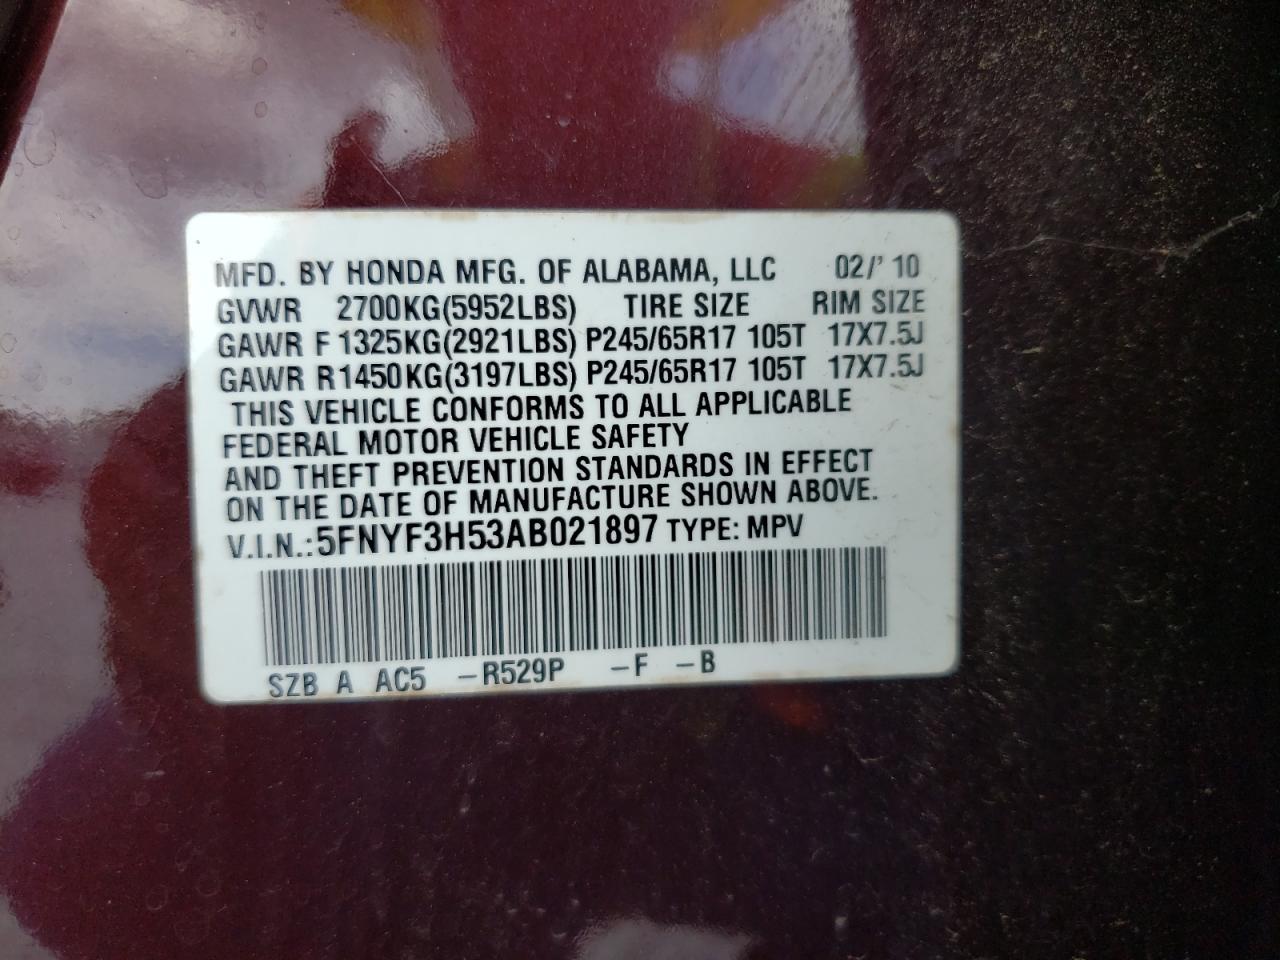 MFD. BY HONDA MFG. OF ALABAMA, LLC 02/'10
GVWR 2700KG(5952LBS) TIRE SIZE RIM SIZE
GAWR F 1325KG(2921LBS) P245/65R17 105T 17X7.5J
GAWR R1450KG(3197LBS) P245/65R17 105T 17X7.5J
THIS VEHICLE CONFORMS TO ALL APPLICABLE
FEDERAL MOTOR VEHICLE SAFETY
AND THEFT PREVENTION STANDARDS IN EFFECT
ON THE DATE OF MANUFACTURE SHOWN ABOVE.
V.I.N.:5FNYF3H53AB021897 TYPE: MPV
SZB A AC5 -R529P -F -B